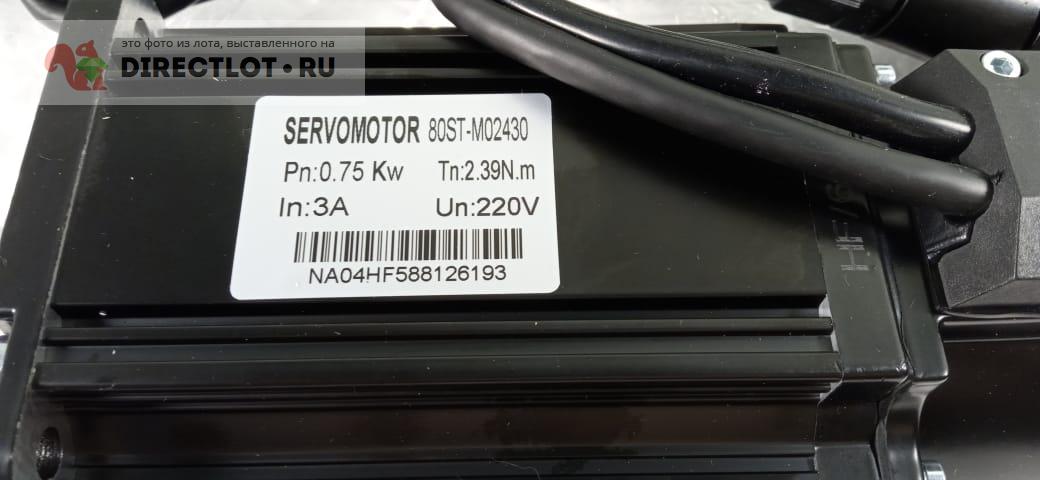 это фото из лота, выставленного на
DIRECTLOT.RU
SERVOMOTOR 80ST-M02430
Pn:0.75 Kw Tn:2.39N.m
In:3A Un:220V
NA04HF588126193